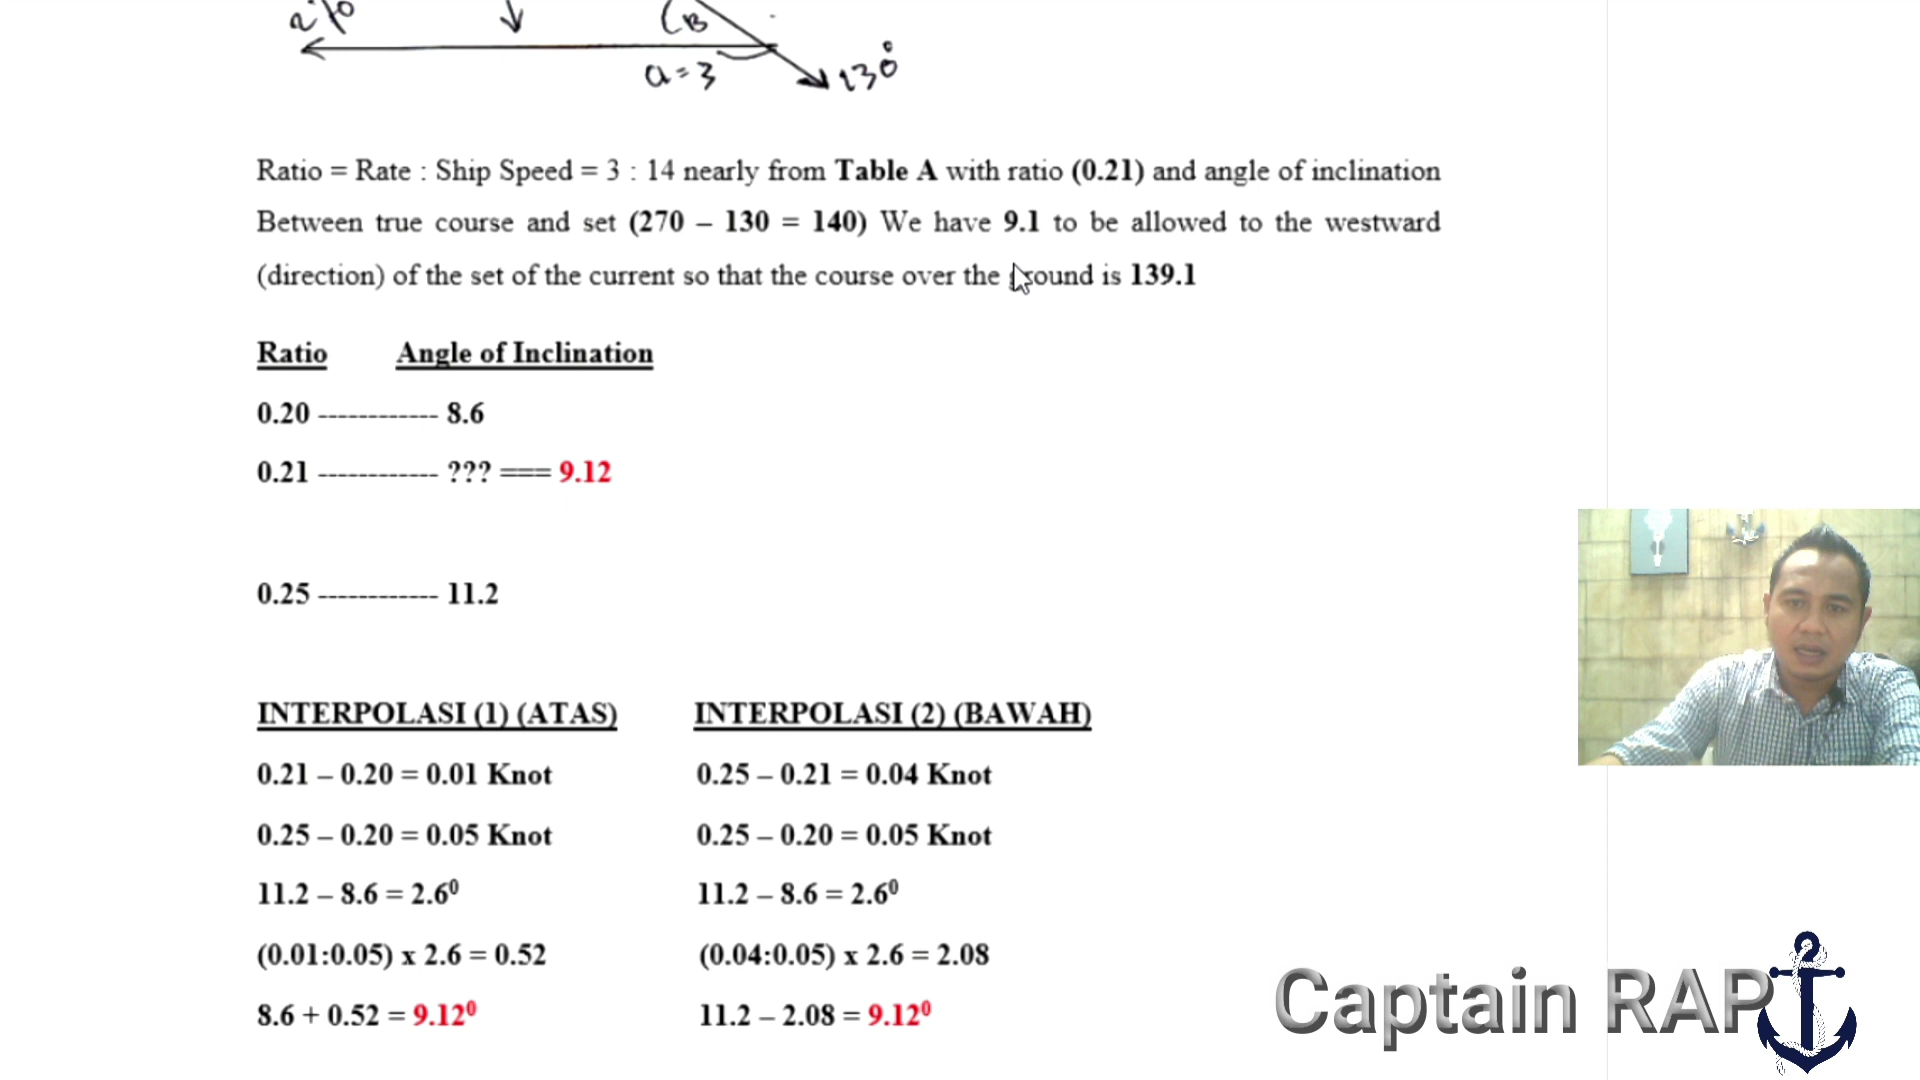 270
B
a = 3
130°
Ratio = Rate : Ship Speed = 3 : 14 nearly from Table A with ratio (0.21) and angle of inclination
Between true course and set (270 – 130 = 140) We have 9.1 to be allowed to the westward
(direction) of the set of the current so that the course over the ground is 139.1
Ratio Angle of Inclination
0.20 ------------ 8.6
0.21 ------------ ??? === 9.12
0.25 ------------ 11.2
INTERPOLASI (1) (ATAS) INTERPOLASI (2) (BAWAH)
0.21 – 0.20 = 0.01 Knot 0.25 – 0.21 = 0.04 Knot
0.25 – 0.20 = 0.05 Knot 0.25 – 0.20 = 0.05 Knot
11.2 – 8.6 = 2.6⁰ 11.2 – 8.6 = 2.6⁰
(0.01:0.05) x 2.6 = 0.52 (0.04:0.05) x 2.6 = 2.08
8.6 + 0.52 = 9.12⁰ 11.2 – 2.08 = 9.12⁰
Captain RAP